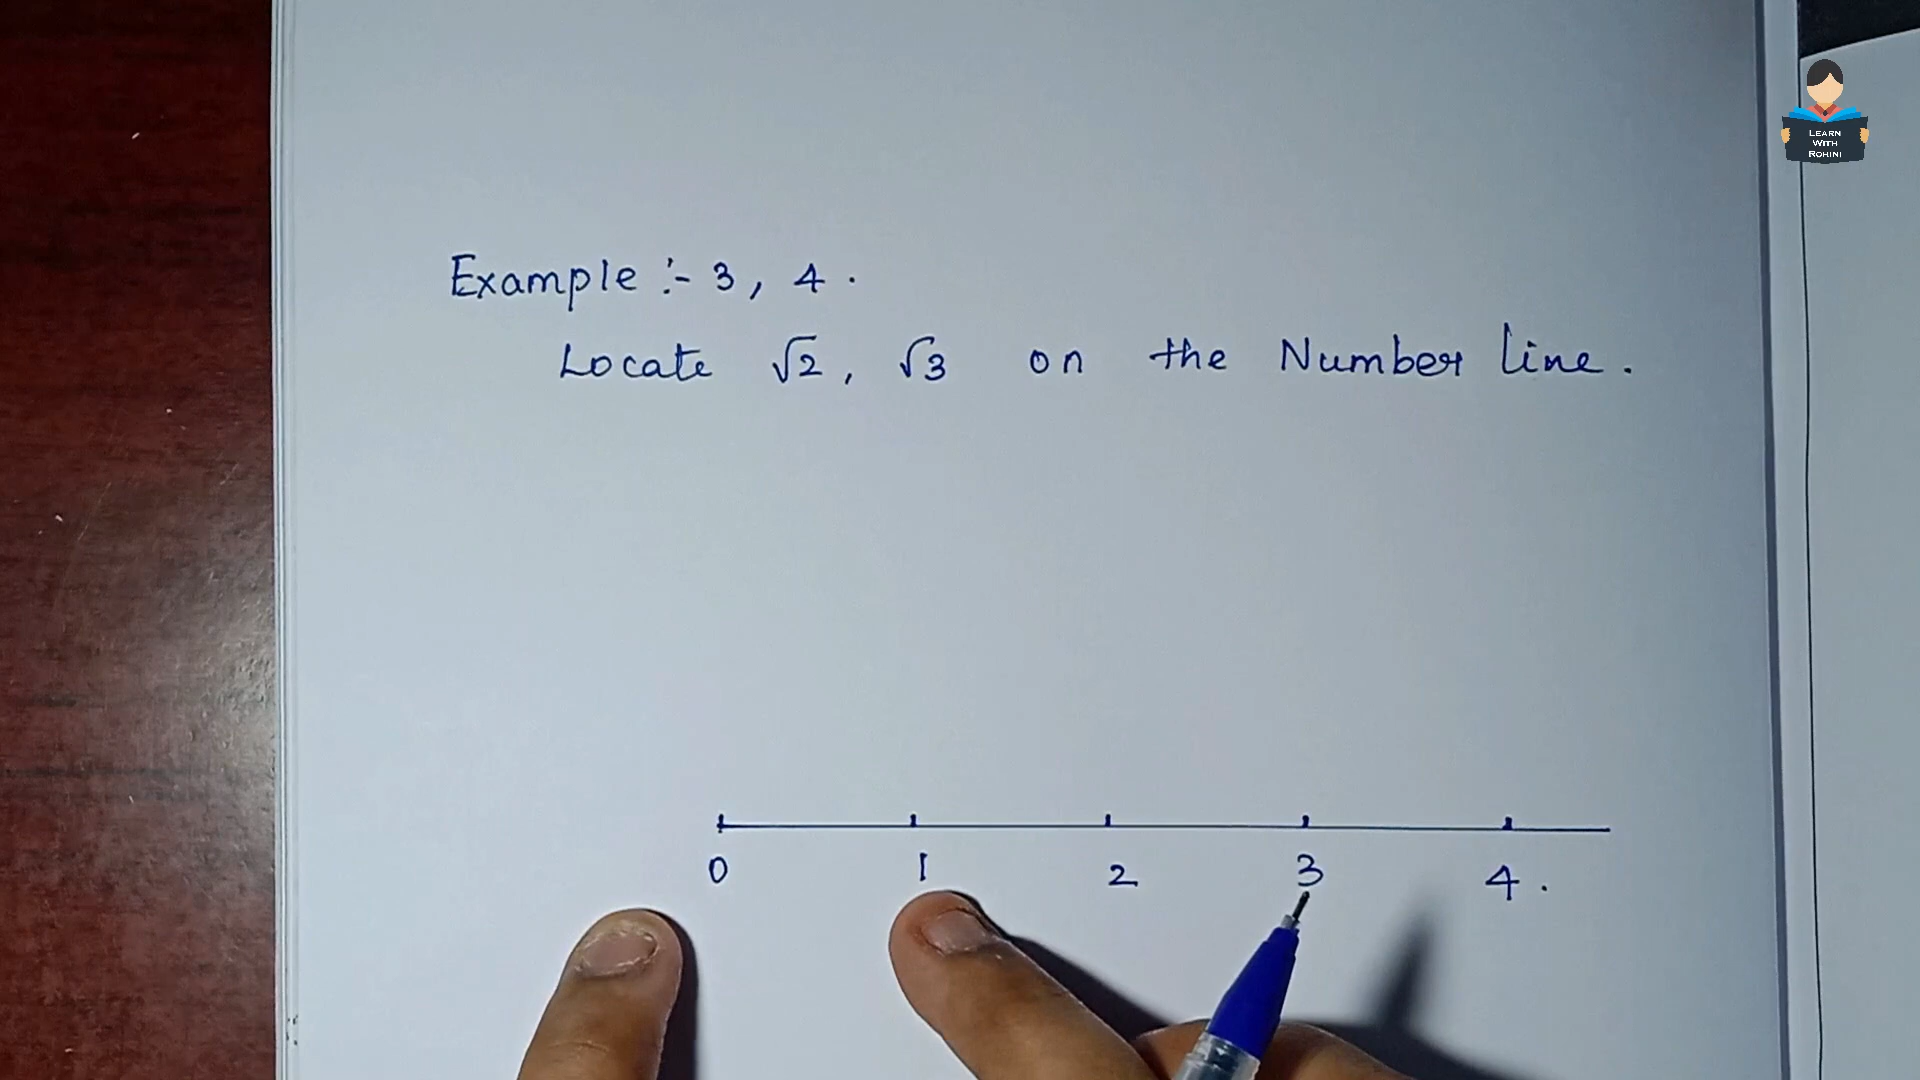 LEARN
WITH
ROHINI
Example :- 3, 4.
Locate √2, √3 on the Number line.
0 1 2 3 4.